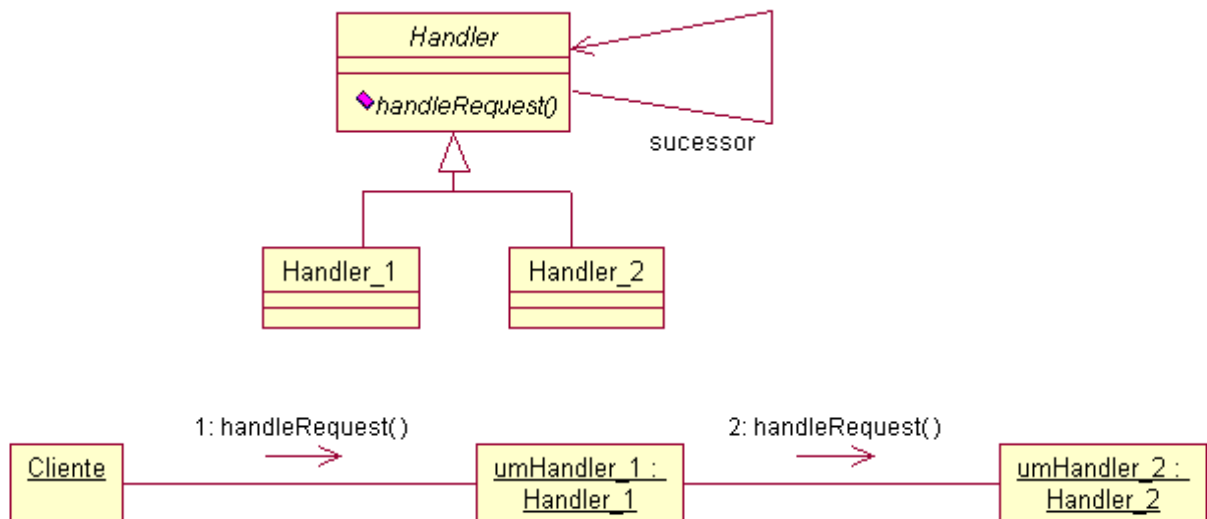 Handler
handleRequest()
sucessor
Handler_1
Handler_2
1: handleRequest()
2: handleRequest()
Cliente
umHandler_1 :
Handler_1
umHandler_2 :
Handler_2